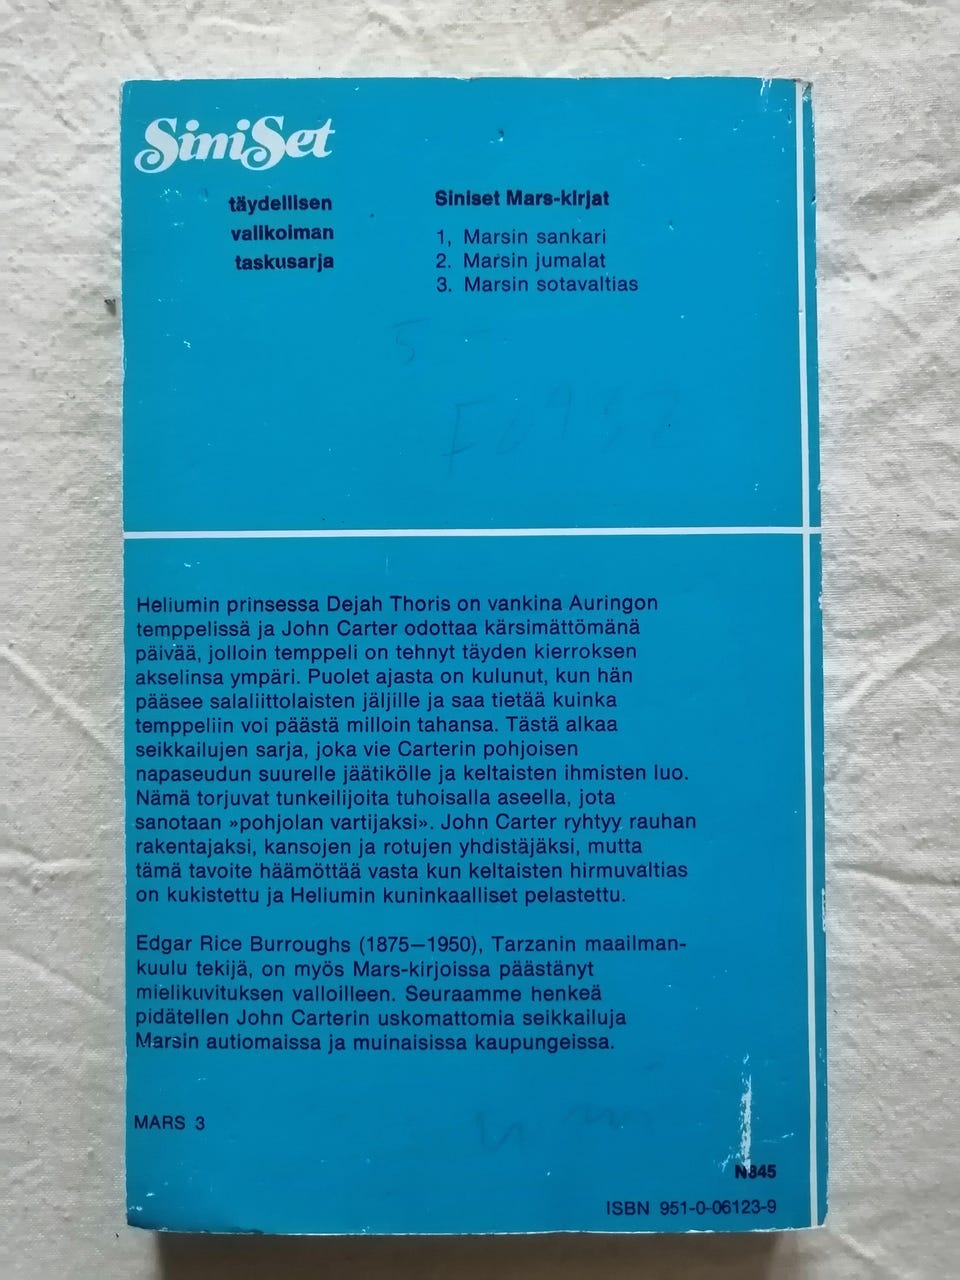 SiniSet
täydellisen
valikoiman
taskusarja
Siniset Mars-kirjat
1, Marsin sankari
2. Marsin jumalat
3. Marsin sotavaltias
5 -
Heliumin prinsessa Dejah Thoris on vankina Auringon
temppelissä ja John Carter odottaa kärsimättömänä
päivää, jolloin temppeli on tehnyt täyden kierroksen
akselinsa ympäri. Puolet ajasta on kulunut, kun hän
pääsee salaliittolaisten jäljille ja saa tietää kuinka
temppeliin voi päästä milloin tahansa. Tästä alkaa
seikkailujen sarja, joka vie Carterin pohjoisen
napaseudun suurelle jäätikölle ja keltaisten ihmisten luo.
Nämä torjuvat tunkeilijoita tuhoisalla aseella, jota
sanotaan »pohjolan vartijaksi». John Carter ryhtyy rauhan
rakentajaksi, kansojen ja rotujen yhdistäjäksi, mutta
tämä tavoite häämöttää vasta kun keltaisten hirmuvaltias
on kukistettu ja Heliumin kuninkaalliset pelastettu.
Edgar Rice Burroughs (1875—1950), Tarzanin maailman-
kuulu tekijä, on myös Mars-kirjoissa päästänyt
mielikuvituksen valloilleen. Seuraamme henkeä
pidätellen John Carterin uskomattomia seikkailuja
Marsin autiomaissa ja muinaisissa kaupungeissa.
MARS 3
N845
ISBN 951-0-06123-9